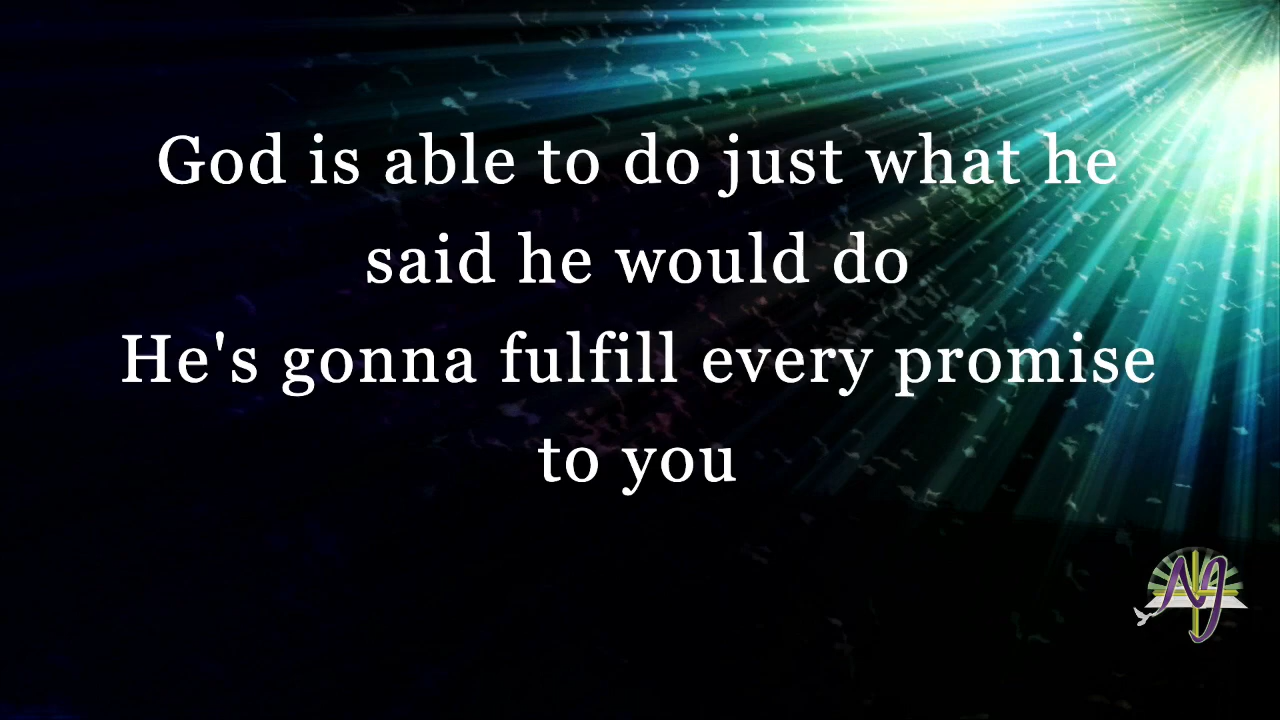 God is able to do just what he
said he would do
He's gonna fulfill every promise
to you
NJ